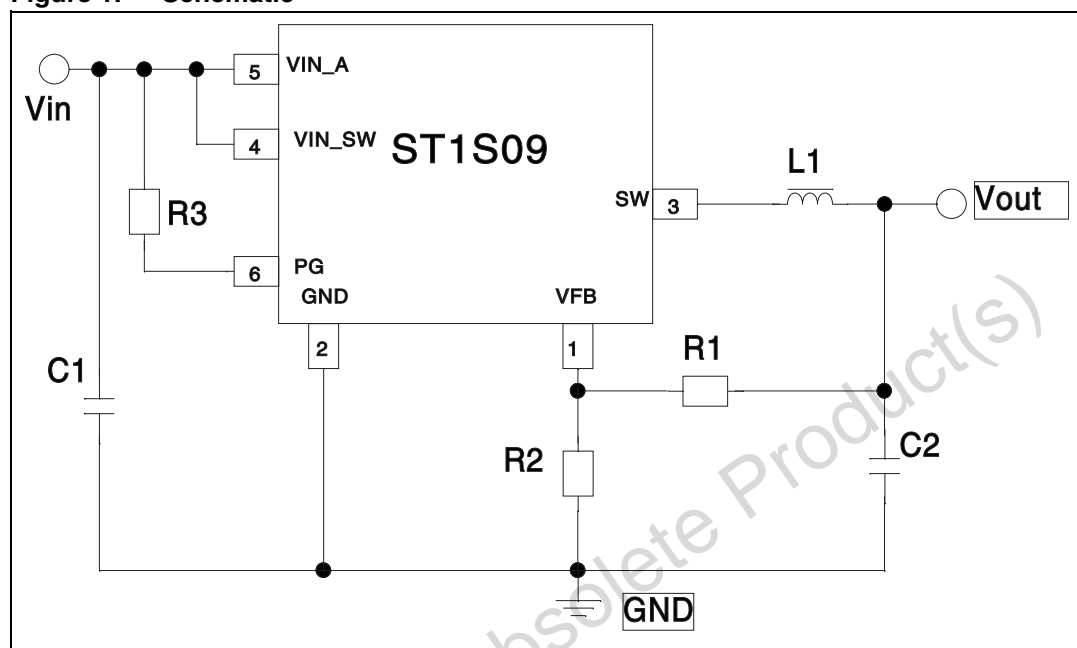 Figure 1. Schematic
Vin
5 VIN_A
4 VIN_SW
ST1S09
R3
6 PG
GND
2
SW 3
L1
Vout
VFB
1
R1
C1
R2
C2
GND
bsolete Product(s)